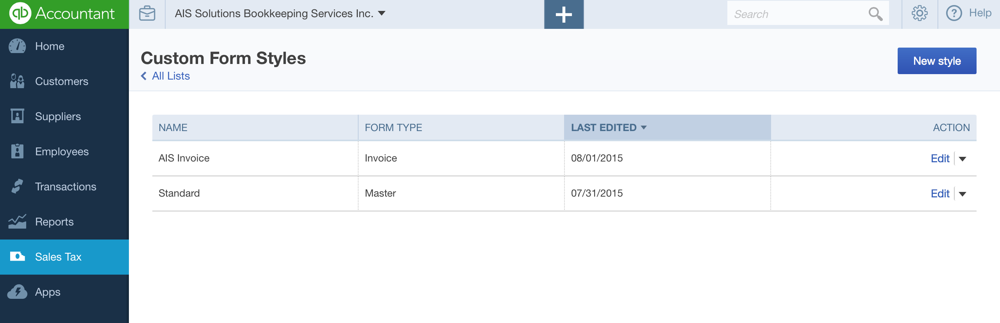 qb Accountant
AIS Solutions Bookkeeping Services Inc.
Search
? Help
Home
Customers
Suppliers
Employees
Transactions
Reports
Sales Tax
Apps
Custom Form Styles
All Lists
New style
NAME FORM TYPE LAST EDITED ACTION
AIS Invoice Invoice 08/01/2015 Edit
Standard Master 07/31/2015 Edit